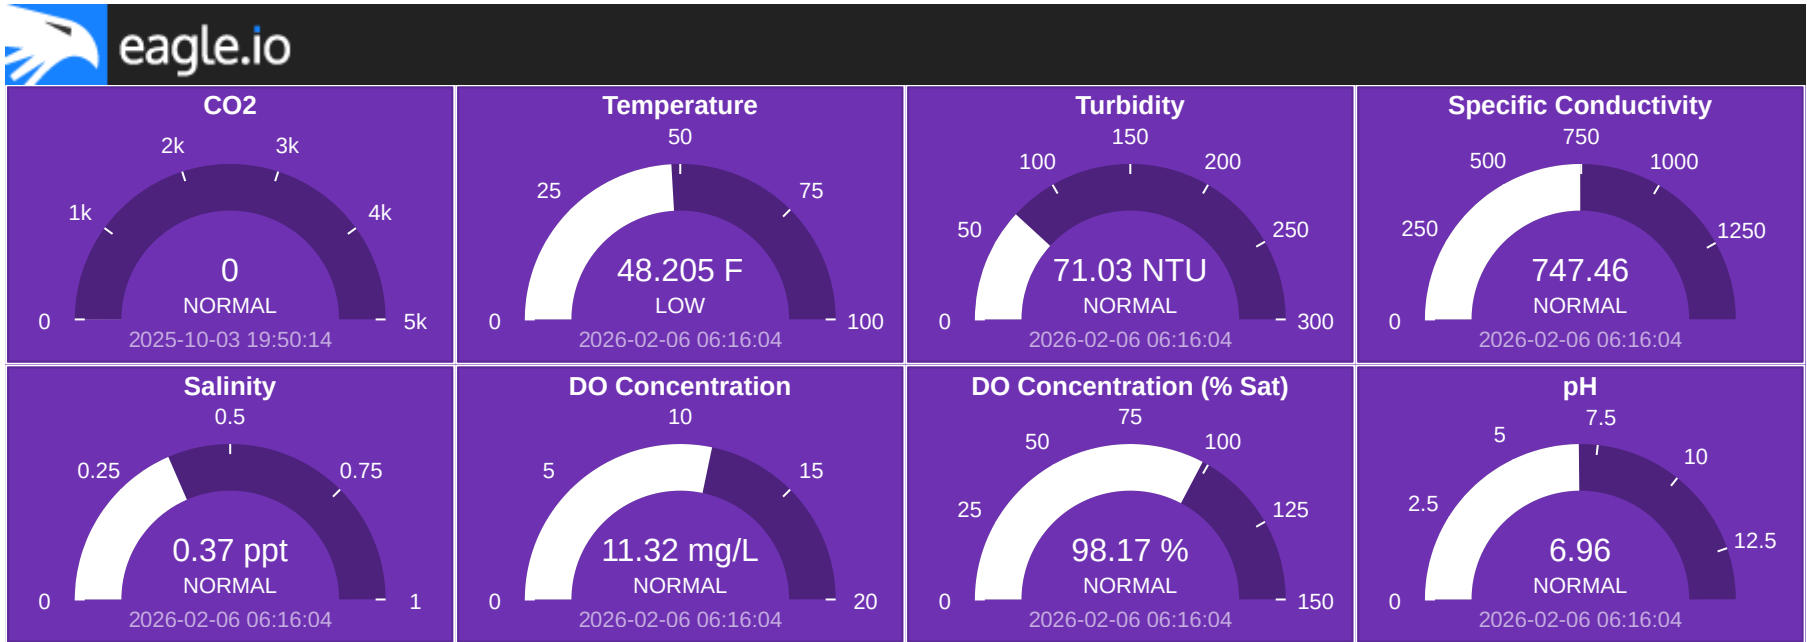 eagle.io
CO2
2k
3k
1k
4k
0
5k
0
NORMAL
2025-10-03 19:50:14
Temperature
50
25
75
0
100
48.205 F
LOW
2026-02-06 06:16:04
Turbidity
150
100
200
50
250
0
300
71.03 NTU
NORMAL
2026-02-06 06:16:04
Specific Conductivity
750
500
1000
250
1250
0
747.46
NORMAL
2026-02-06 06:16:04
Salinity
0.5
0.25
0.75
0
1
0.37 ppt
NORMAL
2026-02-06 06:16:04
DO Concentration
10
5
15
0
20
11.32 mg/L
NORMAL
2026-02-06 06:16:04
DO Concentration (% Sat)
75
50
100
25
125
0
150
98.17 %
NORMAL
2026-02-06 06:16:04
pH
7.5
5
10
2.5
12.5
0
6.96
NORMAL
2026-02-06 06:16:04